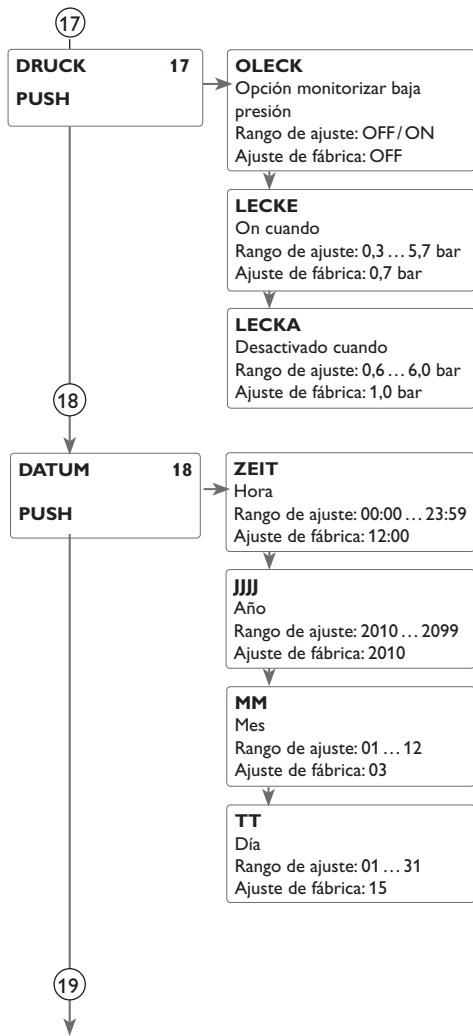 17
DRUCK 17
PUSH
OLECK
Opción monitorizar baja
presión
Rango de ajuste: OFF / ON
Ajuste de fábrica: OFF
LECKE
On cuando
Rango de ajuste: 0,3 … 5,7 bar
Ajuste de fábrica: 0,7 bar
LECKA
Desactivado cuando
Rango de ajuste: 0,6 … 6,0 bar
Ajuste de fábrica: 1,0 bar
18
DATUM 18
PUSH
ZEIT
Hora
Rango de ajuste: 00:00 … 23:59
Ajuste de fábrica: 12:00
JJJJ
Año
Rango de ajuste: 2010 … 2099
Ajuste de fábrica: 2010
MM
Mes
Rango de ajuste: 01 … 12
Ajuste de fábrica: 03
TT
Día
Rango de ajuste: 01 … 31
Ajuste de fábrica: 15
19